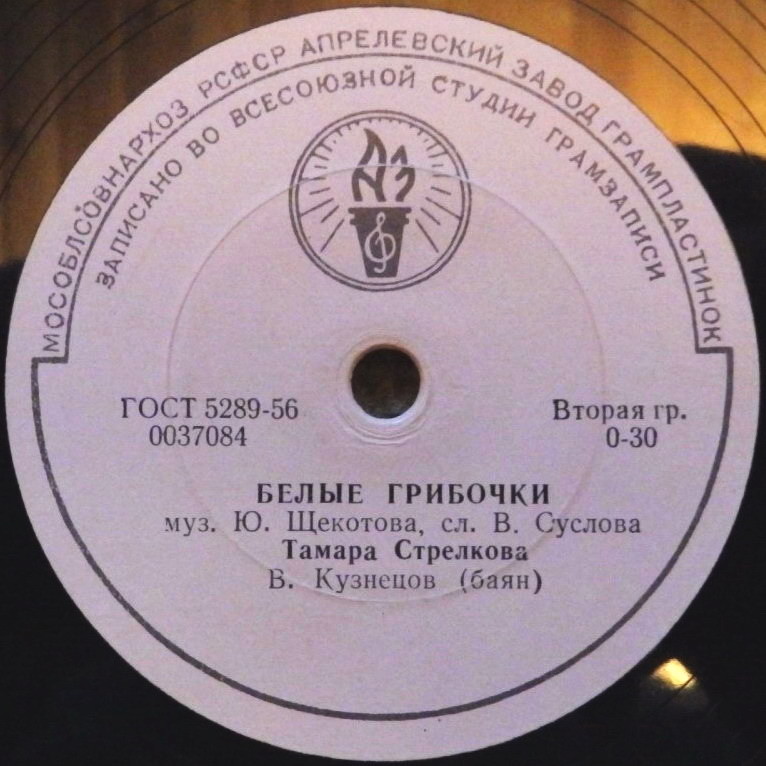 МОСОБЛСОВНАРХОЗ РСФСР АПРЕЛЕВСКИЙ ЗАВОД ГРАМПЛАСТИНОК
ЗАПИСАНО ВО ВСЕСОЮЗНОЙ СТУДИИ ГРАМЗАПИСИ
АЗ
ГОСТ 5289-56
0037084
Вторая гр.
0-30
БЕЛЫЕ ГРИБОЧКИ
муз. Ю. Щекотова, сл. В. Суслова
Тамара Стрелкова
В. Кузнецов (баян)